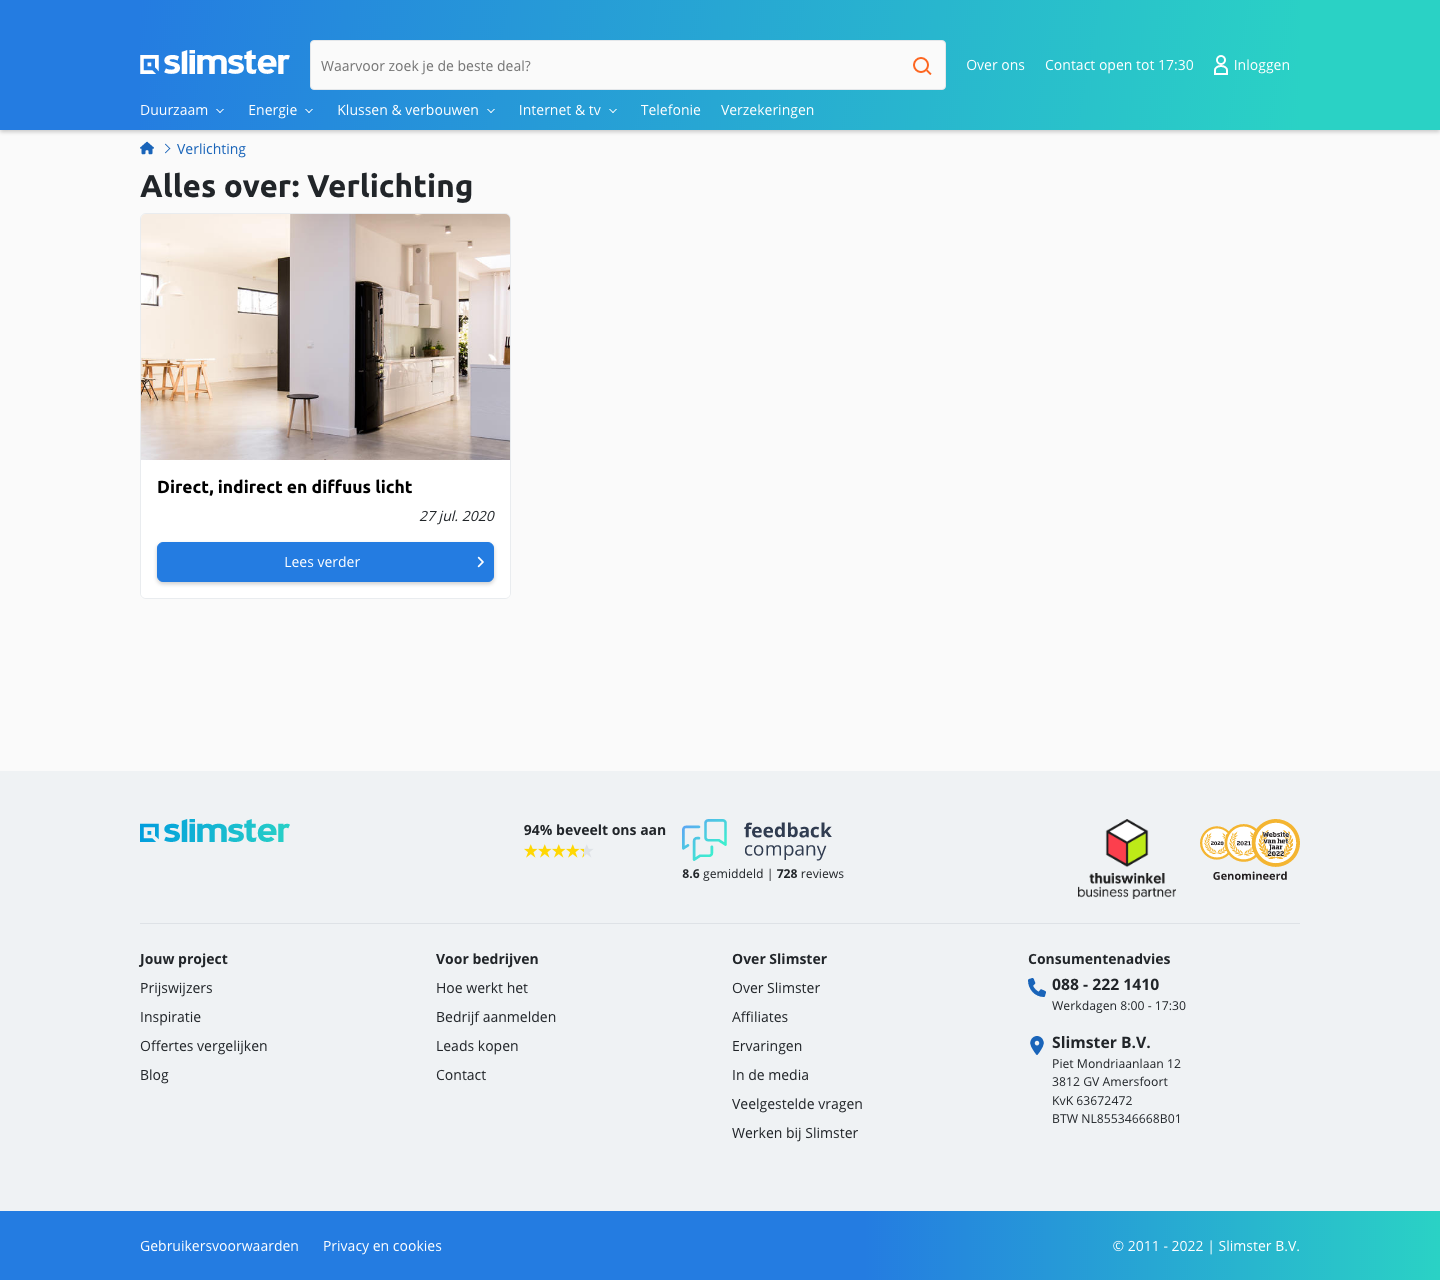 slimster
Waarvoor zoek je de beste deal?
Over ons
Contact open tot 17:30
Inloggen
Duurzaam
Energie
Klussen & verbouwen
Internet & tv
Telefonie
Verzekeringen
Verlichting
Alles over: Verlichting
Direct, indirect en diffuus licht
27 jul. 2020
Lees verder
slimster
94% beveelt ons aan
feedback
company
8.6 gemiddeld | 728 reviews
thuiswinkel
business partner
2020
2021
Website
van het
Jaar
2022
Genomineerd
Jouw project
Prijswijzers
Inspiratie
Offertes vergelijken
Blog
Voor bedrijven
Hoe werkt het
Bedrijf aanmelden
Leads kopen
Contact
Over Slimster
Over Slimster
Affiliates
Ervaringen
In de media
Veelgestelde vragen
Werken bij Slimster
Consumentenadvies
088 - 222 1410
Werkdagen 8:00 - 17:30
Slimster B.V.
Piet Mondriaanlaan 12
3812 GV Amersfoort
KvK 63672472
BTW NL855346668B01
Gebruikersvoorwaarden
Privacy en cookies
© 2011 - 2022 | Slimster B.V.